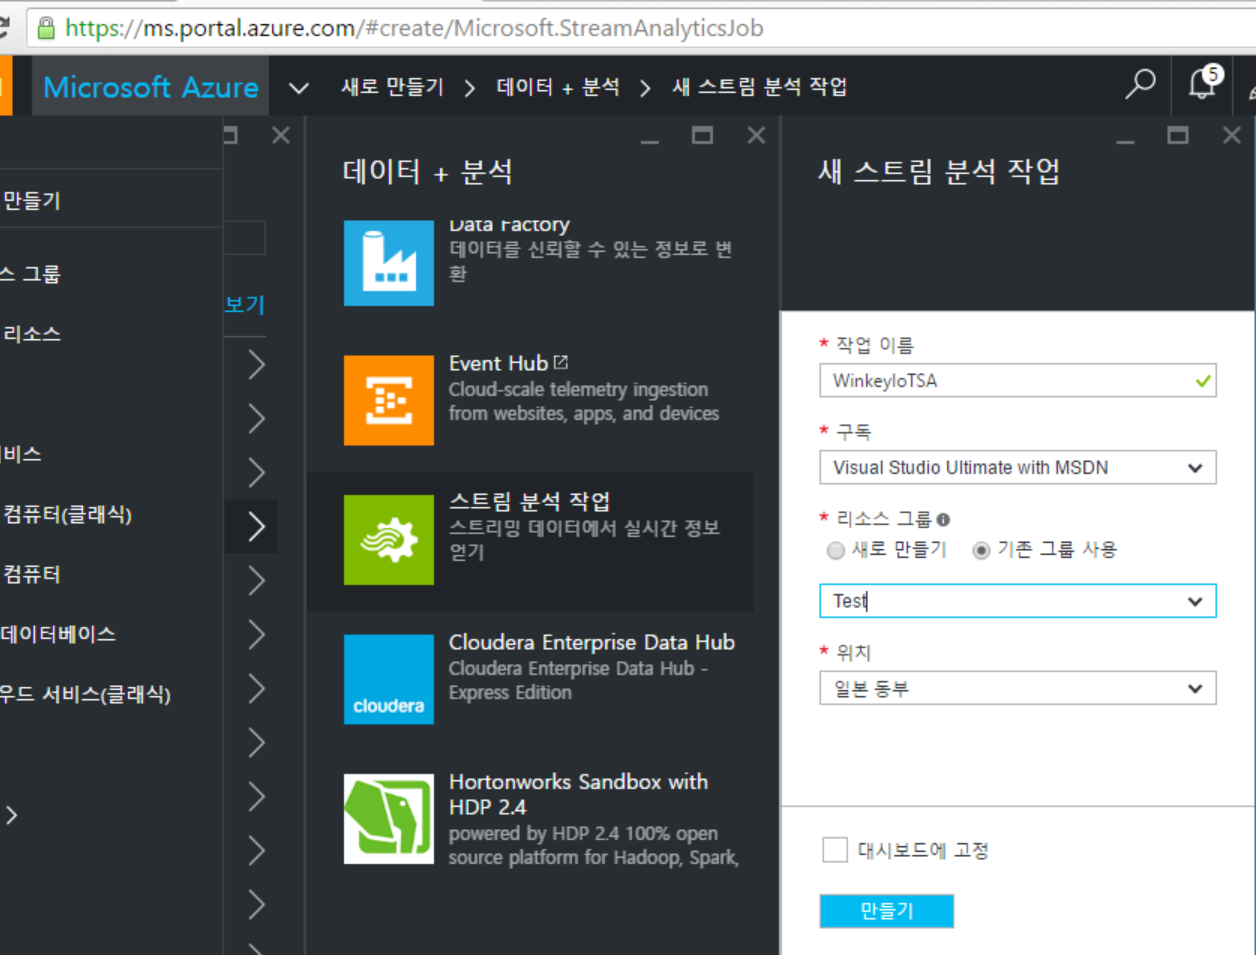 https://ms.portal.azure.com/#create/Microsoft.StreamAnalyticsJob
Microsoft Azure
새로 만들기 > 데이터 + 분석 > 새 스트림 분석 작업
5
만들기
스 그룹
리소스
비스
컴퓨터(클래식)
컴퓨터
데이터베이스
우드 서비스(클래식)
보기
데이터 + 분석
Data Factory
데이터를 신뢰할 수 있는 정보로 변
환
Event Hub
Cloud-scale telemetry ingestion
from websites, apps, and devices
스트림 분석 작업
스트리밍 데이터에서 실시간 정보
얻기
cloudera
Cloudera Enterprise Data Hub
Cloudera Enterprise Data Hub -
Express Edition
Hortonworks Sandbox with
HDP 2.4
powered by HDP 2.4 100% open
source platform for Hadoop, Spark,
새 스트림 분석 작업
* 작업 이름
WinkeyIoTSA
* 구독
Visual Studio Ultimate with MSDN
* 리소스 그룹
새로 만들기 기존 그룹 사용
Test
* 위치
일본 동부
대시보드에 고정
만들기